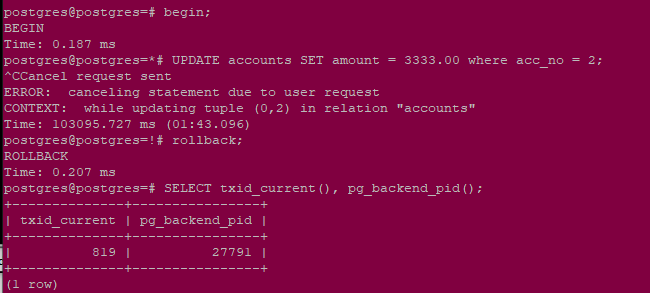 postgres@postgres=# begin;
BEGIN
Time: 0.187 ms
postgres@postgres=*# UPDATE accounts SET amount = 3333.00 where acc_no = 2;
^CCancel request sent
ERROR:  canceling statement due to user request
CONTEXT:  while updating tuple (0,2) in relation "accounts"
Time: 103095.727 ms (01:43.096)
postgres@postgres=!# rollback;
ROLLBACK
Time: 0.207 ms
postgres@postgres=# SELECT txid_current(), pg_backend_pid();
+--------------+----------------+
| txid_current | pg_backend_pid |
+--------------+----------------+
|          819 |          27791 |
+--------------+----------------+
(1 row)